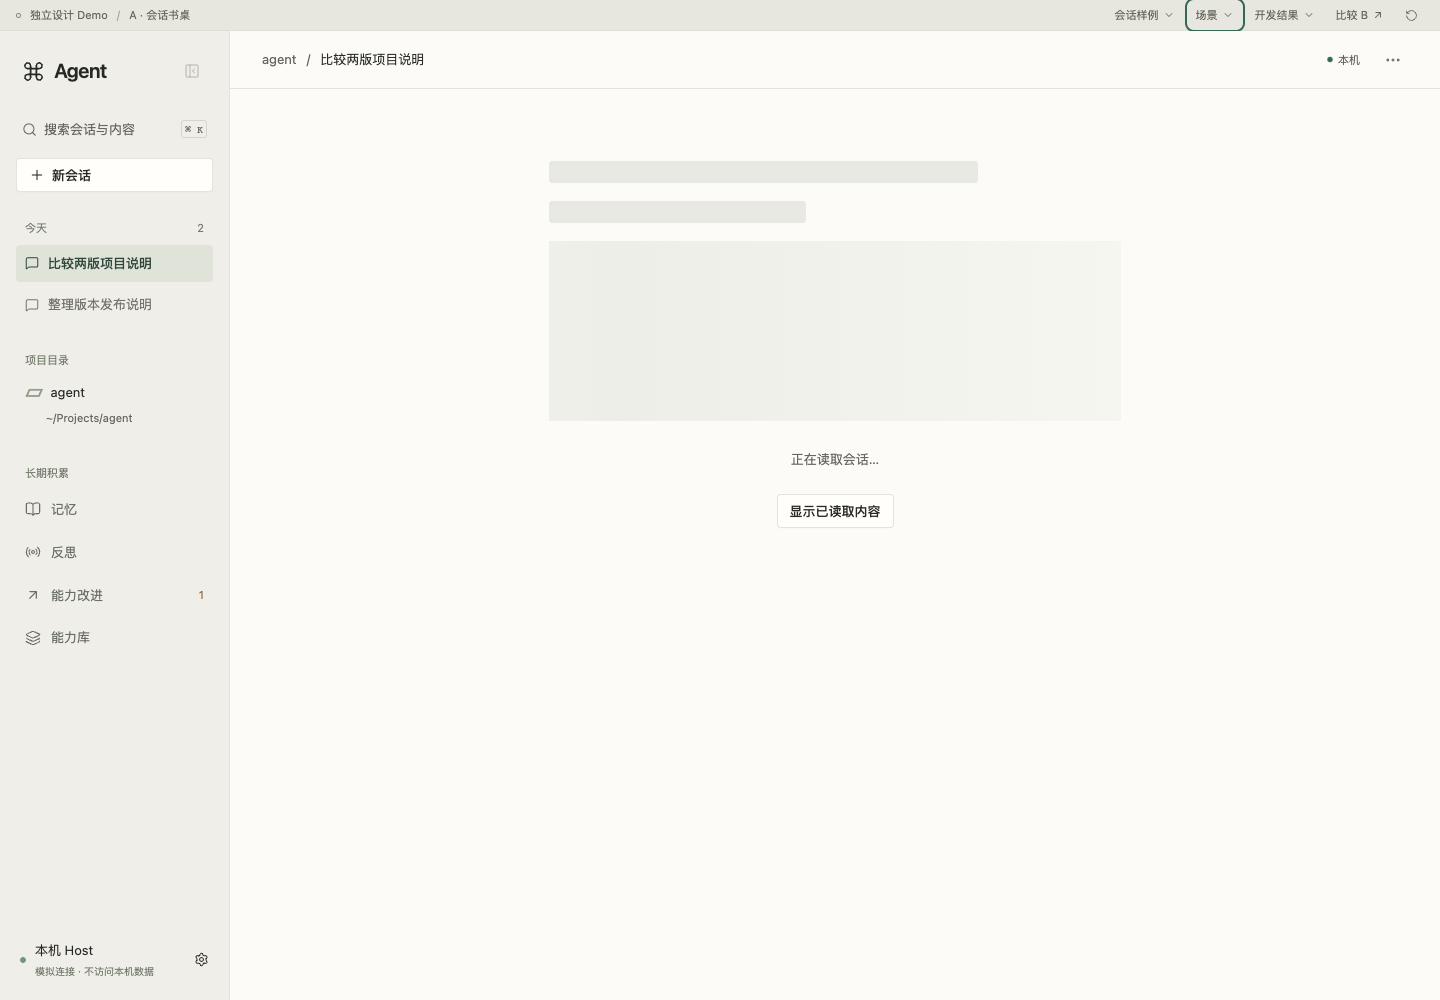 独立设计 Demo / A · 会话书桌
会话样例 场景 开发结果 比较 B
Agent
搜索会话与内容 ⌘ K
新会话
今天 2
比较两版项目说明
整理版本发布说明
项目目录
agent
~/Projects/agent
长期积累
记忆
反思
能力改进 1
能力库
本机 Host
模拟连接 · 不访问本机数据
agent / 比较两版项目说明
本机
正在读取会话...
显示已读取内容